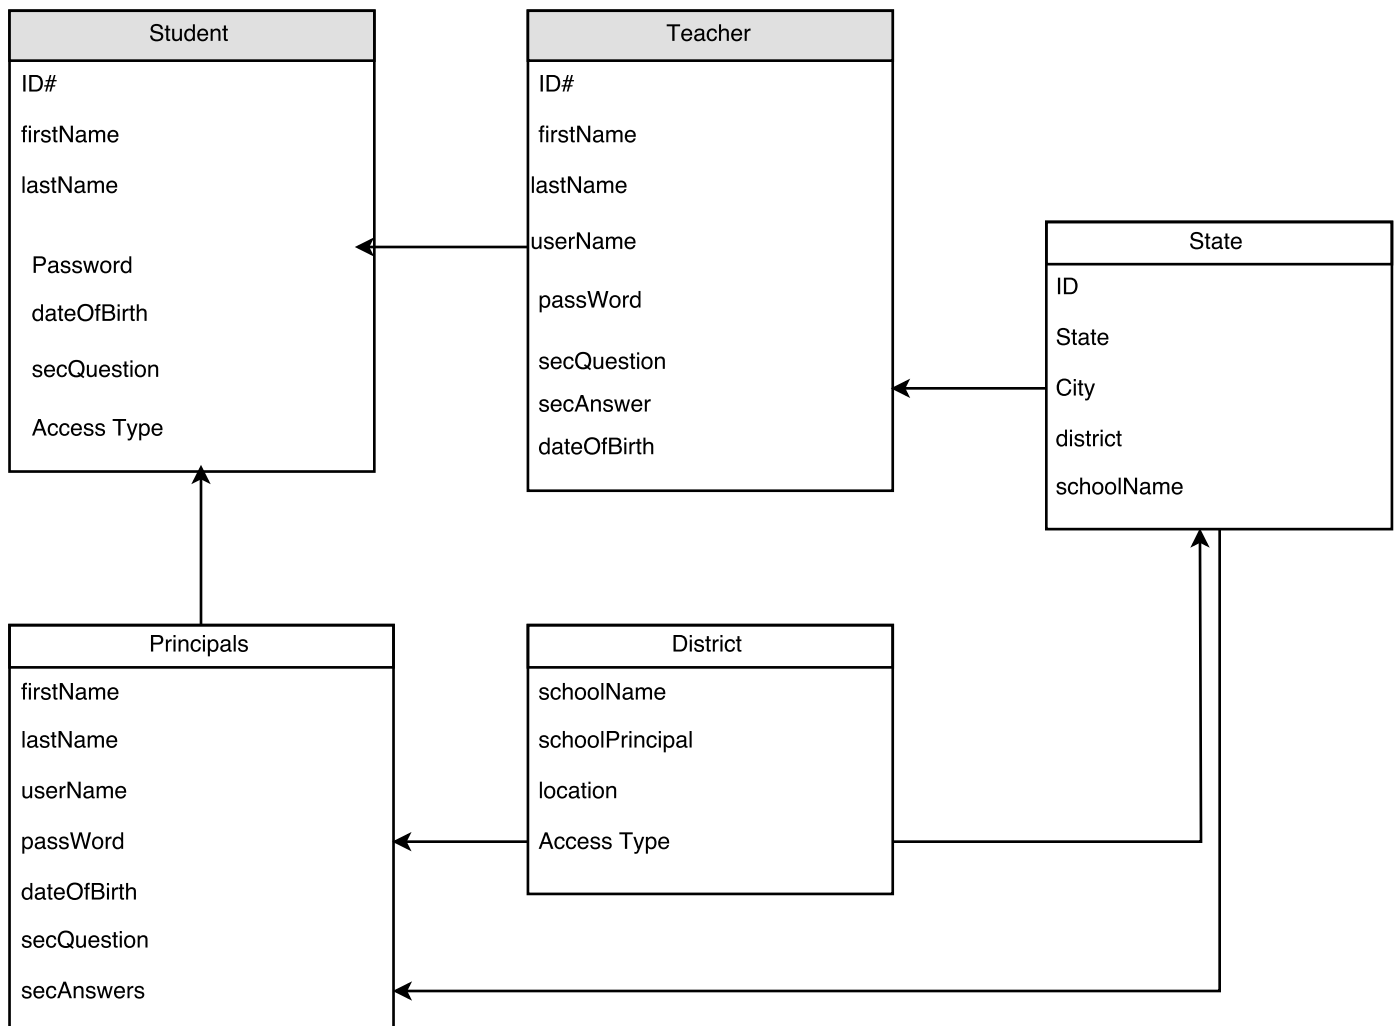 Student
ID#
firstName
lastName
Password
dateOfBirth
secQuestion
Access Type
Teacher
ID#
firstName
lastName
userName
passWord
secQuestion
secAnswer
dateOfBirth
State
ID
State
City
district
schoolName
Principals
firstName
lastName
userName
passWord
dateOfBirth
secQuestion
secAnswers
District
schoolName
schoolPrincipal
location
Access Type